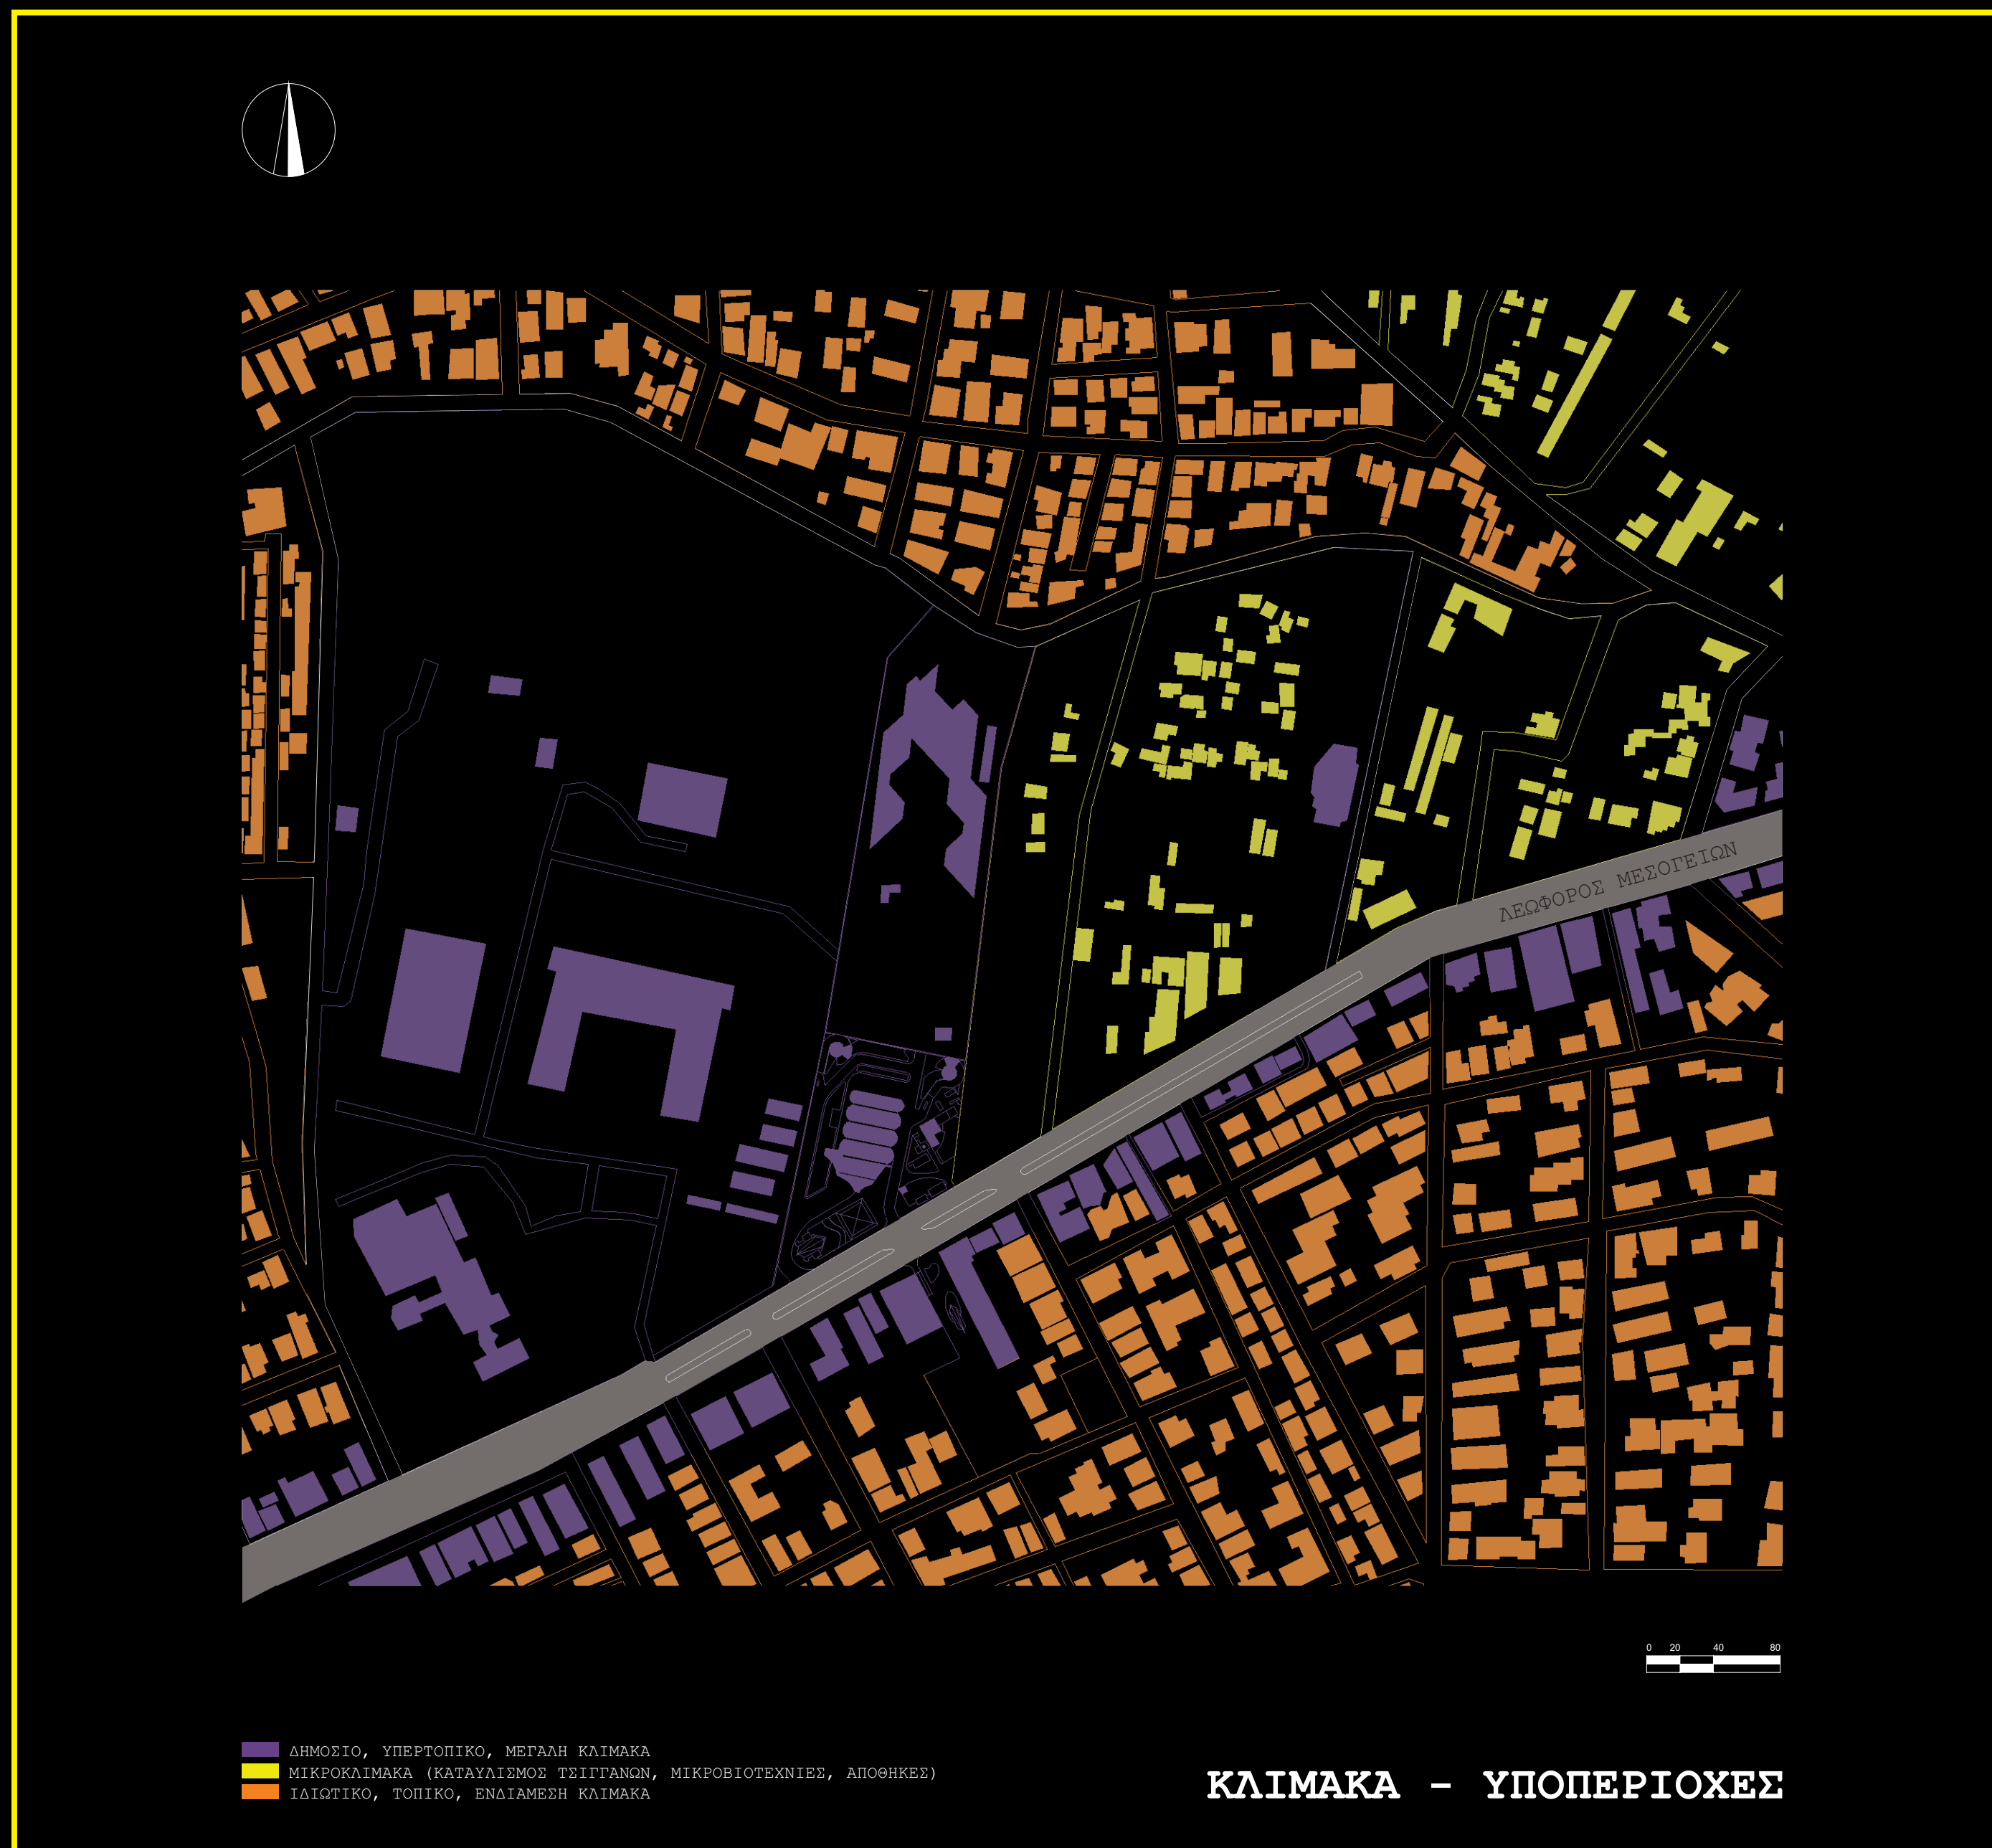 ΛΕΩΦΟΡΟΣ ΜΕΣΟΓΕΙΩΝ
0 20 40 80
ΔΗΜΟΣΙΟ, ΥΠΕΡΤΟΠΙΚΟ, ΜΕΓΑΛΗ ΚΛΙΜΑΚΑ
ΜΙΚΡΟΚΛΙΜΑΚΑ (ΚΑΤΑΥΛΙΣΜΟΣ ΤΣΙΓΓΑΝΩΝ, ΜΙΚΡΟΒΙΟΤΕΧΝΙΕΣ, ΑΠΟΘΗΚΕΣ)
ΙΔΙΩΤΙΚΟ, ΤΟΠΙΚΟ, ΕΝΔΙΑΜΕΣΗ ΚΛΙΜΑΚΑ
ΚΛΙΜΑΚΑ - ΥΠΟΠΕΡΙΟΧΕΣ